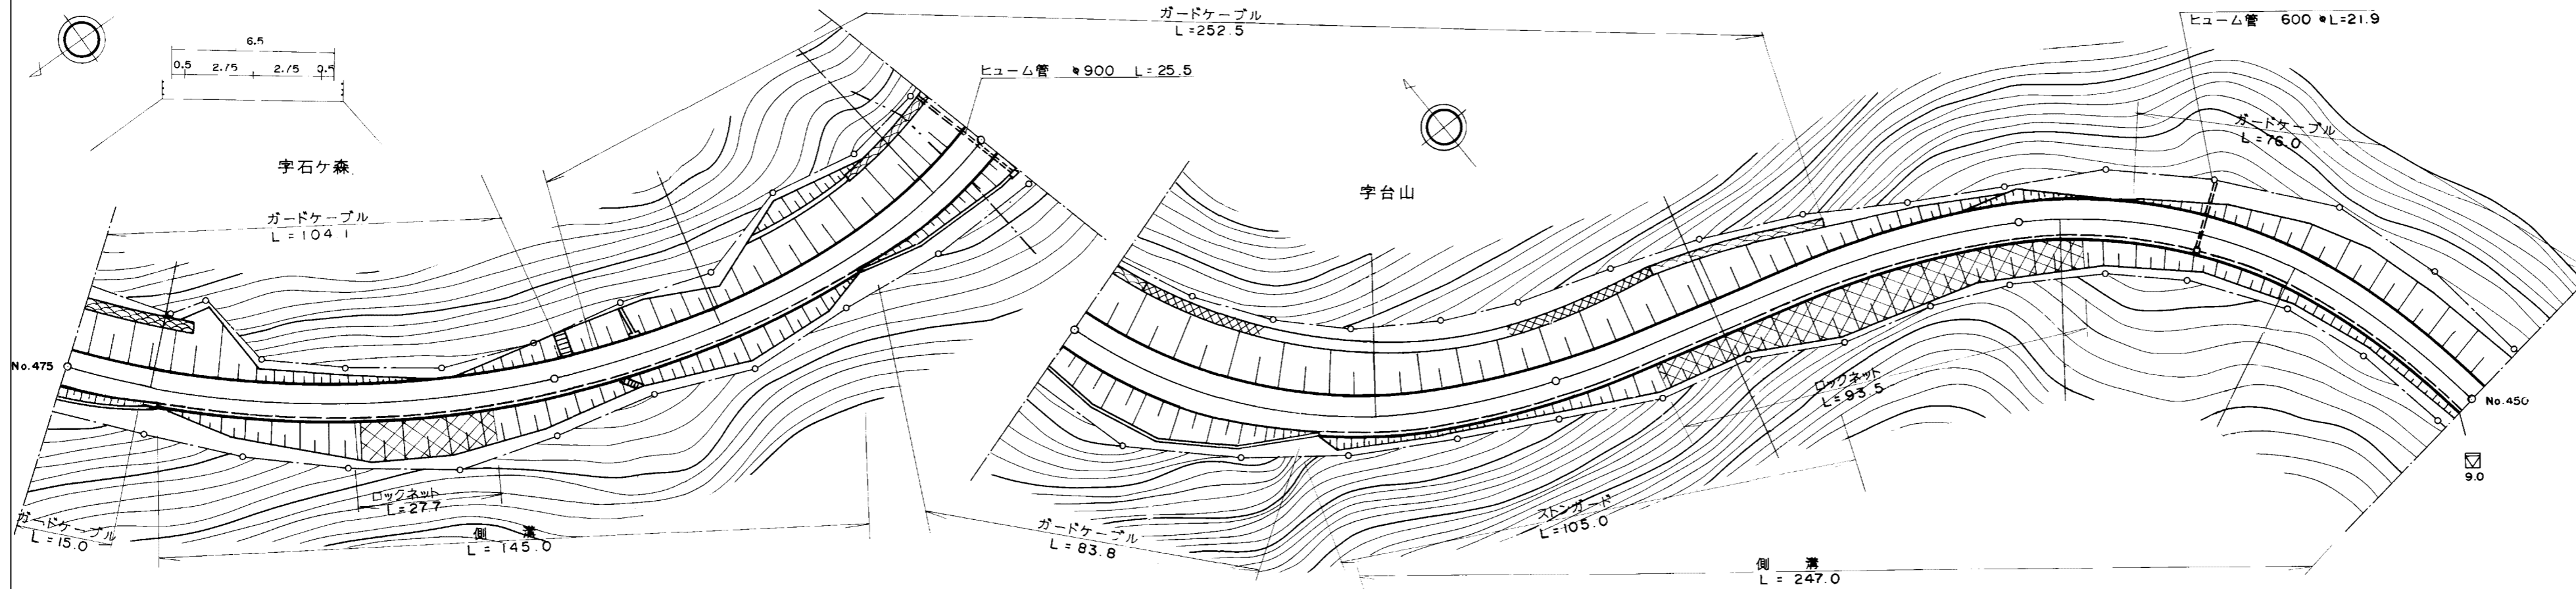 6.5
0.5 2.75 2.75 0.5
字石ケ森
ガードケーブル
L=104.1
No.475
ガードケーブル
L=15.0
ロックネット
L=27.7
側 溝
L=145.0
ガードケーブル
L=252.5
ヒューム管 φ900 L=25.5
ガードケーブル
L=83.8
字台山
ヒューム管 600 φL=21.9
ガードケーブル
L=76.0
ロックネット
L=93.5
ストンガード
L=105.0
側 溝
L=247.0
No.450
9.0